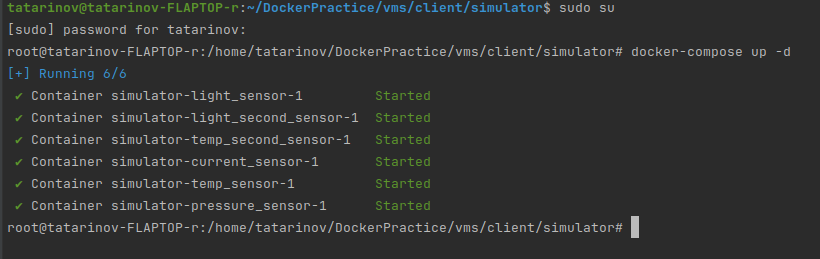 tatarinov@tatarinov-FLAPTOP-r:~/DockerPractice/vms/client/simulator$ sudo su
[sudo] password for tatarinov:
root@tatarinov-FLAPTOP-r:/home/tatarinov/DockerPractice/vms/client/simulator# docker-compose up -d
[+] Running 6/6
✔ Container simulator-light_sensor-1 Started
✔ Container simulator-light_second_sensor-1 Started
✔ Container simulator-temp_second_sensor-1 Started
✔ Container simulator-current_sensor-1 Started
✔ Container simulator-temp_sensor-1 Started
✔ Container simulator-pressure_sensor-1 Started
root@tatarinov-FLAPTOP-r:/home/tatarinov/DockerPractice/vms/client/simulator#